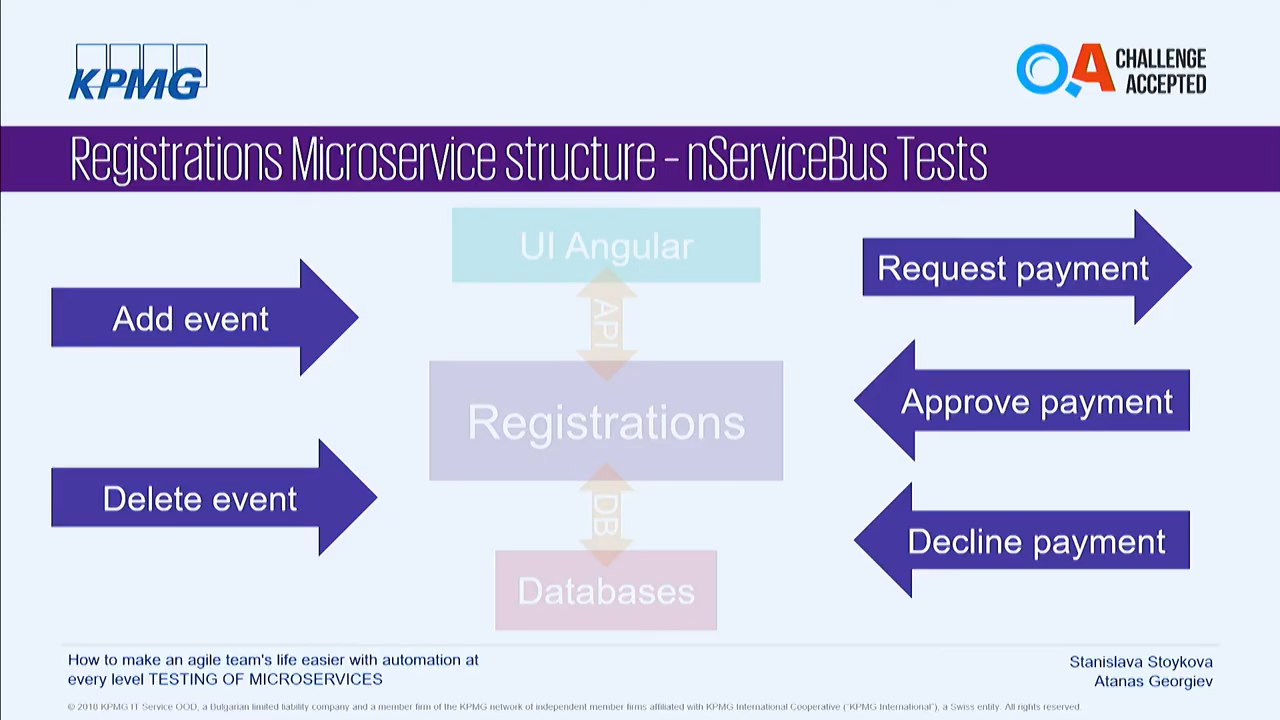 KPMG
QA CHALLENGE
ACCEPTED
Registrations Microservice structure – nServiceBus Tests
UI Angular
Request payment
Add event
API
Approve payment
Registrations
Delete event
DB
Decline payment
Databases
How to make an agile team's life easier with automation at
every level TESTING OF MICROSERVICES
Stanislava Stoykova
Atanas Georgiev
© 2018 KPMG IT Service OOD, a Bulgarian limited liability company and a member firm of the KPMG network of independent member firms affiliated with KPMG International Cooperative ("KPMG International"), a Swiss entity. All rights reserved.